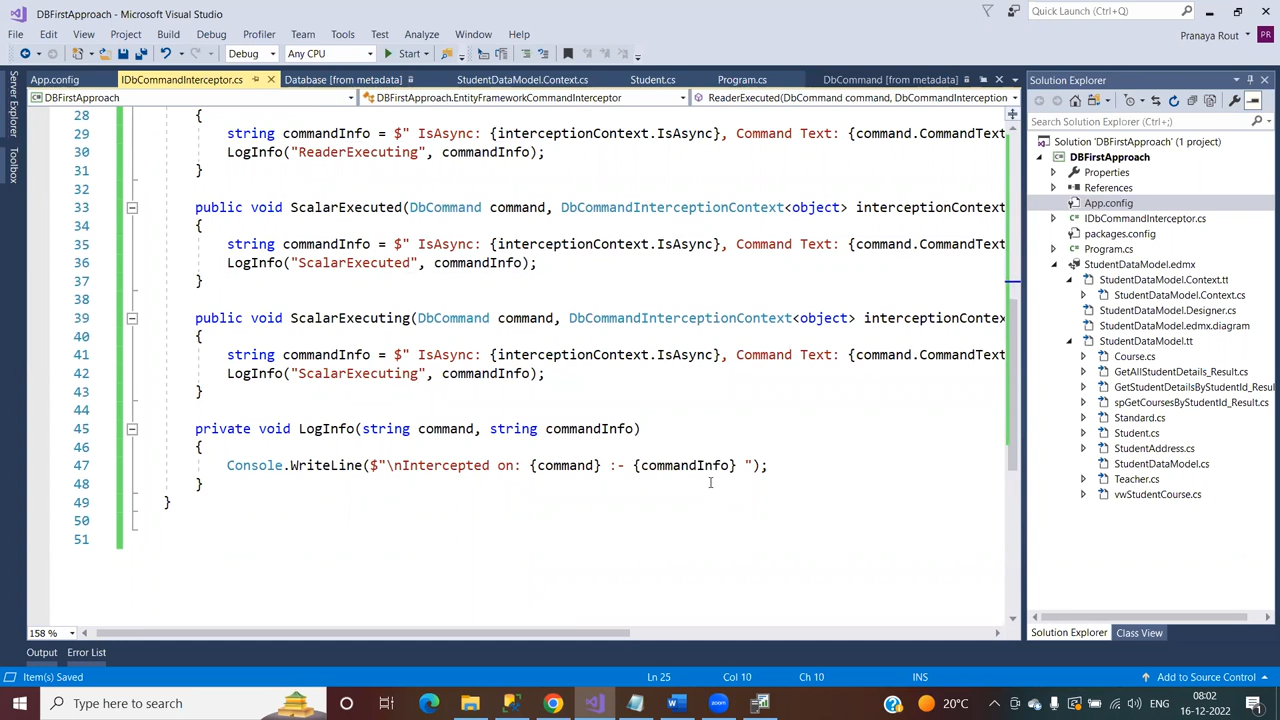 DBFirstApproach - Microsoft Visual Studio
Quick Launch (Ctrl+Q)
File Edit View Project Build Debug Profiler Team Tools Test Analyze Window Help
Pranaya Rout PR
Debug Any CPU Start
App.config IDbCommandInterceptor.cs Database [from metadata] StudentDataModel.Context.cs Student.cs Program.cs DbCommand [from metadata]
DBFirstApproach DBFirstApproach.EntityFrameworkCommandInterceptor ReaderExecuted(DbCommand command, DbCommandInterception
Server Explorer
Toolbox
28 {
29 string commandInfo = $" IsAsync: {interceptionContext.IsAsync}, Command Text: {command.CommandText
30 LogInfo("ReaderExecuting", commandInfo);
31 }
32
33 public void ScalarExecuted(DbCommand command, DbCommandInterceptionContext<object> interceptionContext
34 {
35 string commandInfo = $" IsAsync: {interceptionContext.IsAsync}, Command Text: {command.CommandText
36 LogInfo("ScalarExecuted", commandInfo);
37 }
38
39 public void ScalarExecuting(DbCommand command, DbCommandInterceptionContext<object> interceptionContext
40 {
41 string commandInfo = $" IsAsync: {interceptionContext.IsAsync}, Command Text: {command.CommandText
42 LogInfo("ScalarExecuting", commandInfo);
43 }
44
45 private void LogInfo(string command, string commandInfo)
46 {
47 Console.WriteLine($"\nIntercepted on: {command} :- {commandInfo} ");
48 }
49 }
50
51
158 %
Solution Explorer
Search Solution Explorer (Ctrl+;)
Solution 'DBFirstApproach' (1 project)
DBFirstApproach
Properties
References
App.config
IDbCommandInterceptor.cs
packages.config
Program.cs
StudentDataModel.edmx
StudentDataModel.Context.tt
StudentDataModel.Context.cs
StudentDataModel.Designer.cs
StudentDataModel.edmx.diagram
StudentDataModel.tt
Course.cs
GetAllStudentDetails_Result.cs
GetStudentDetailsByStudentId_Resul
spGetCoursesByStudentId_Result.cs
Standard.cs
Student.cs
StudentAddress.cs
StudentDataModel.cs
Teacher.cs
vwStudentCourse.cs
Solution Explorer Class View
Output Error List
Item(s) Saved Ln 25 Col 10 Ch 10 INS Add to Source Control
Type here to search
20°C
08:02
16-12-2022